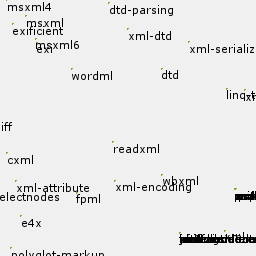 msxml4
dtd-parsing
msxml
exificient
xml-dtd
msxml6
exi
xml-serializ
wordml
dtd
linq-t
iff
readxml
cxml
wbxml
xml-attribute
xml-encoding
electnodes
fpml
e4x
polyglot-markup